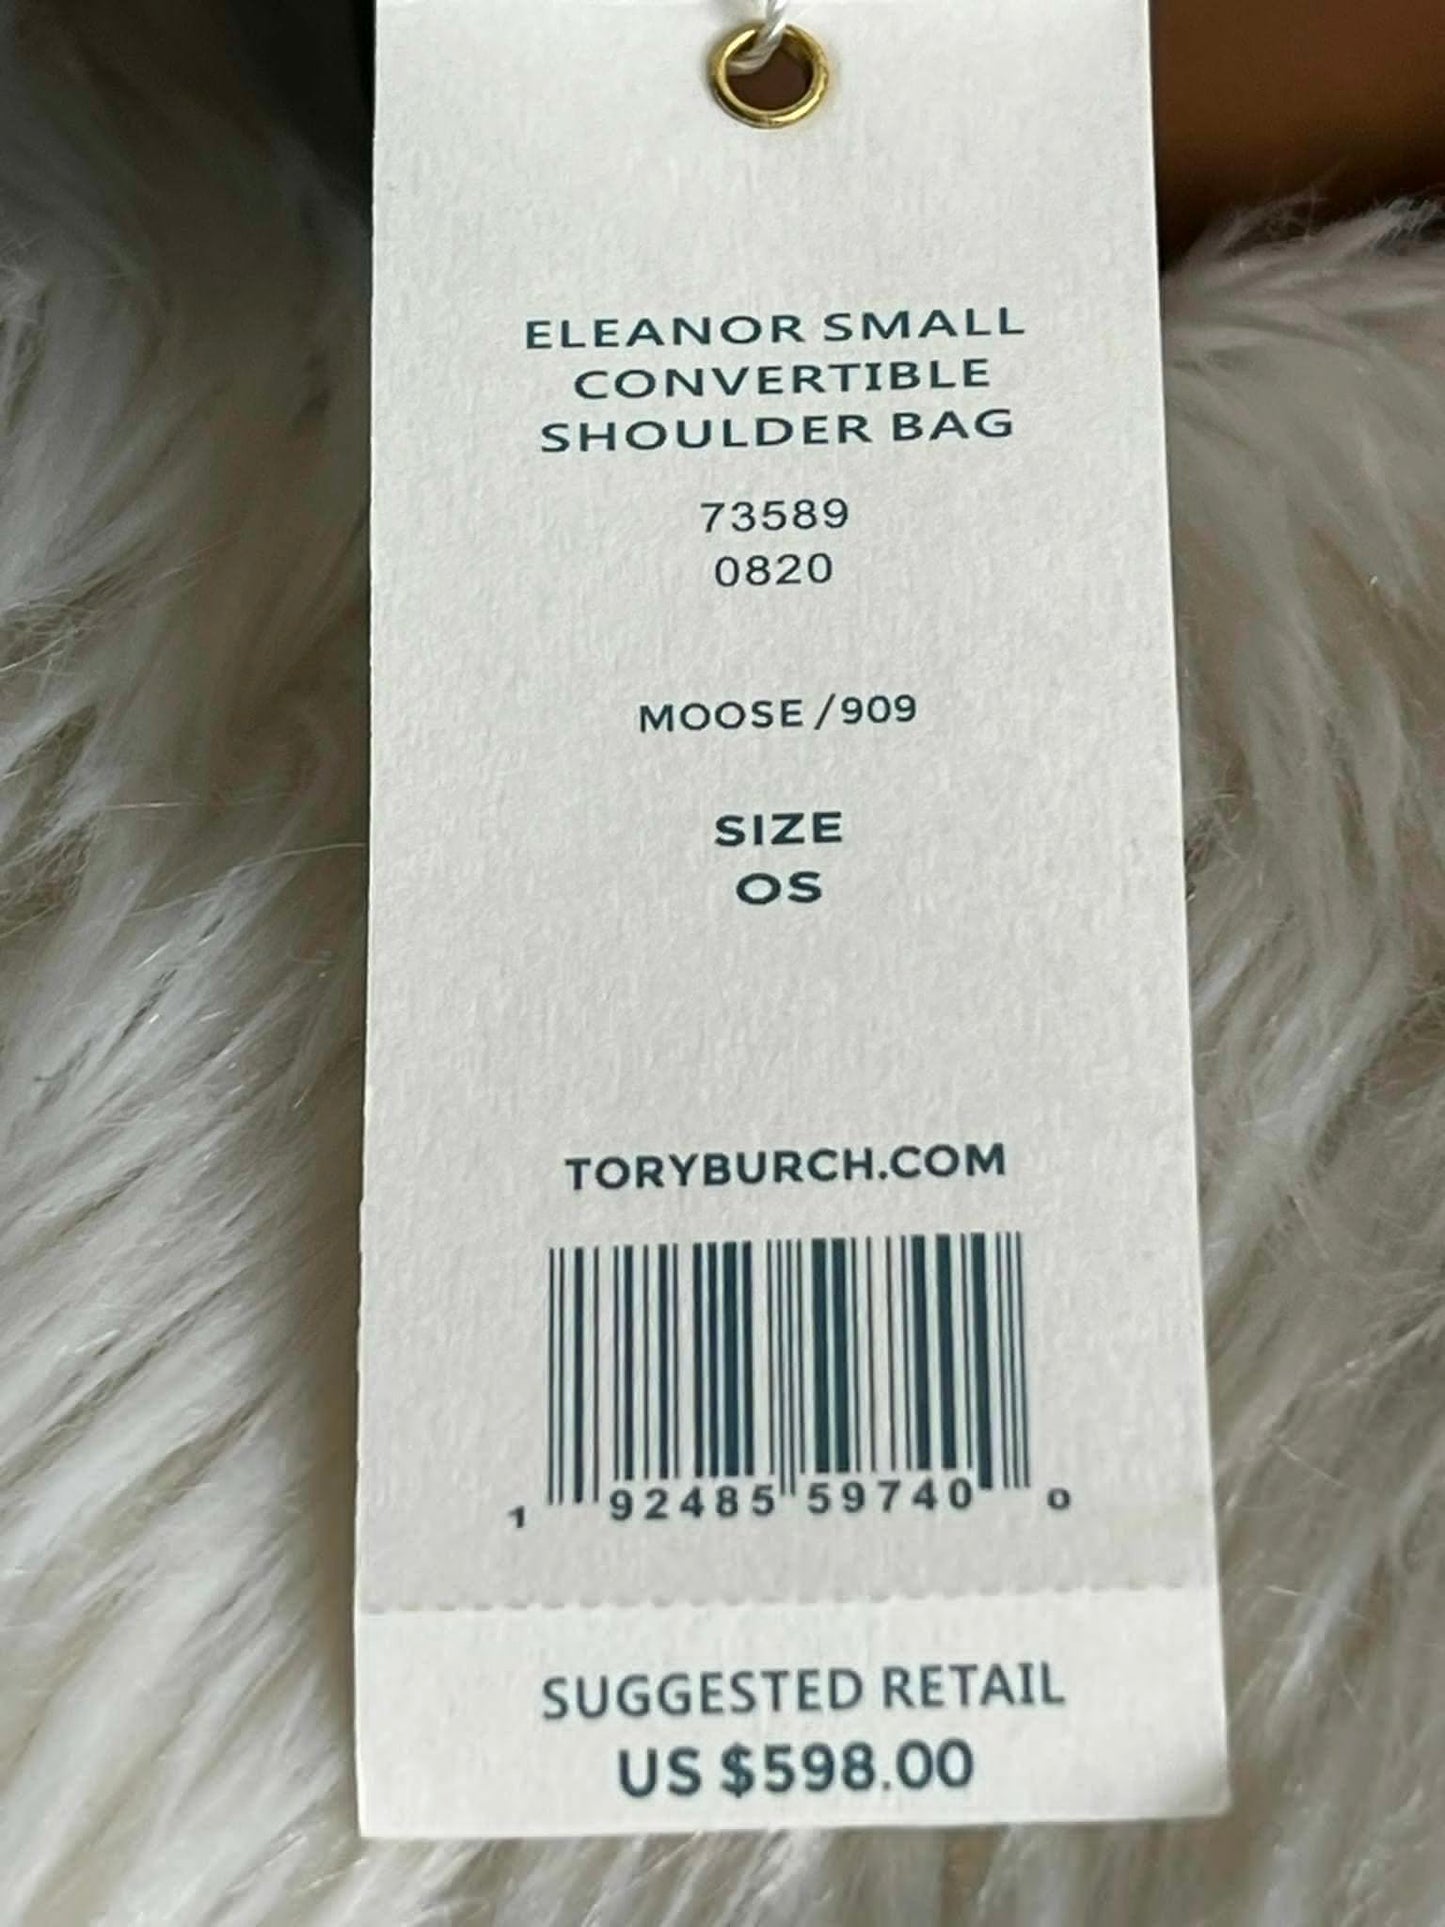 ELEANOR SMALL
CONVERTIBLE
SHOULDER BAG
73589
0820
MOOSE /909
SIZE
OS
TORYBURCH.COM
1 92485 59740 0
SUGGESTED RETAIL
US $598.00